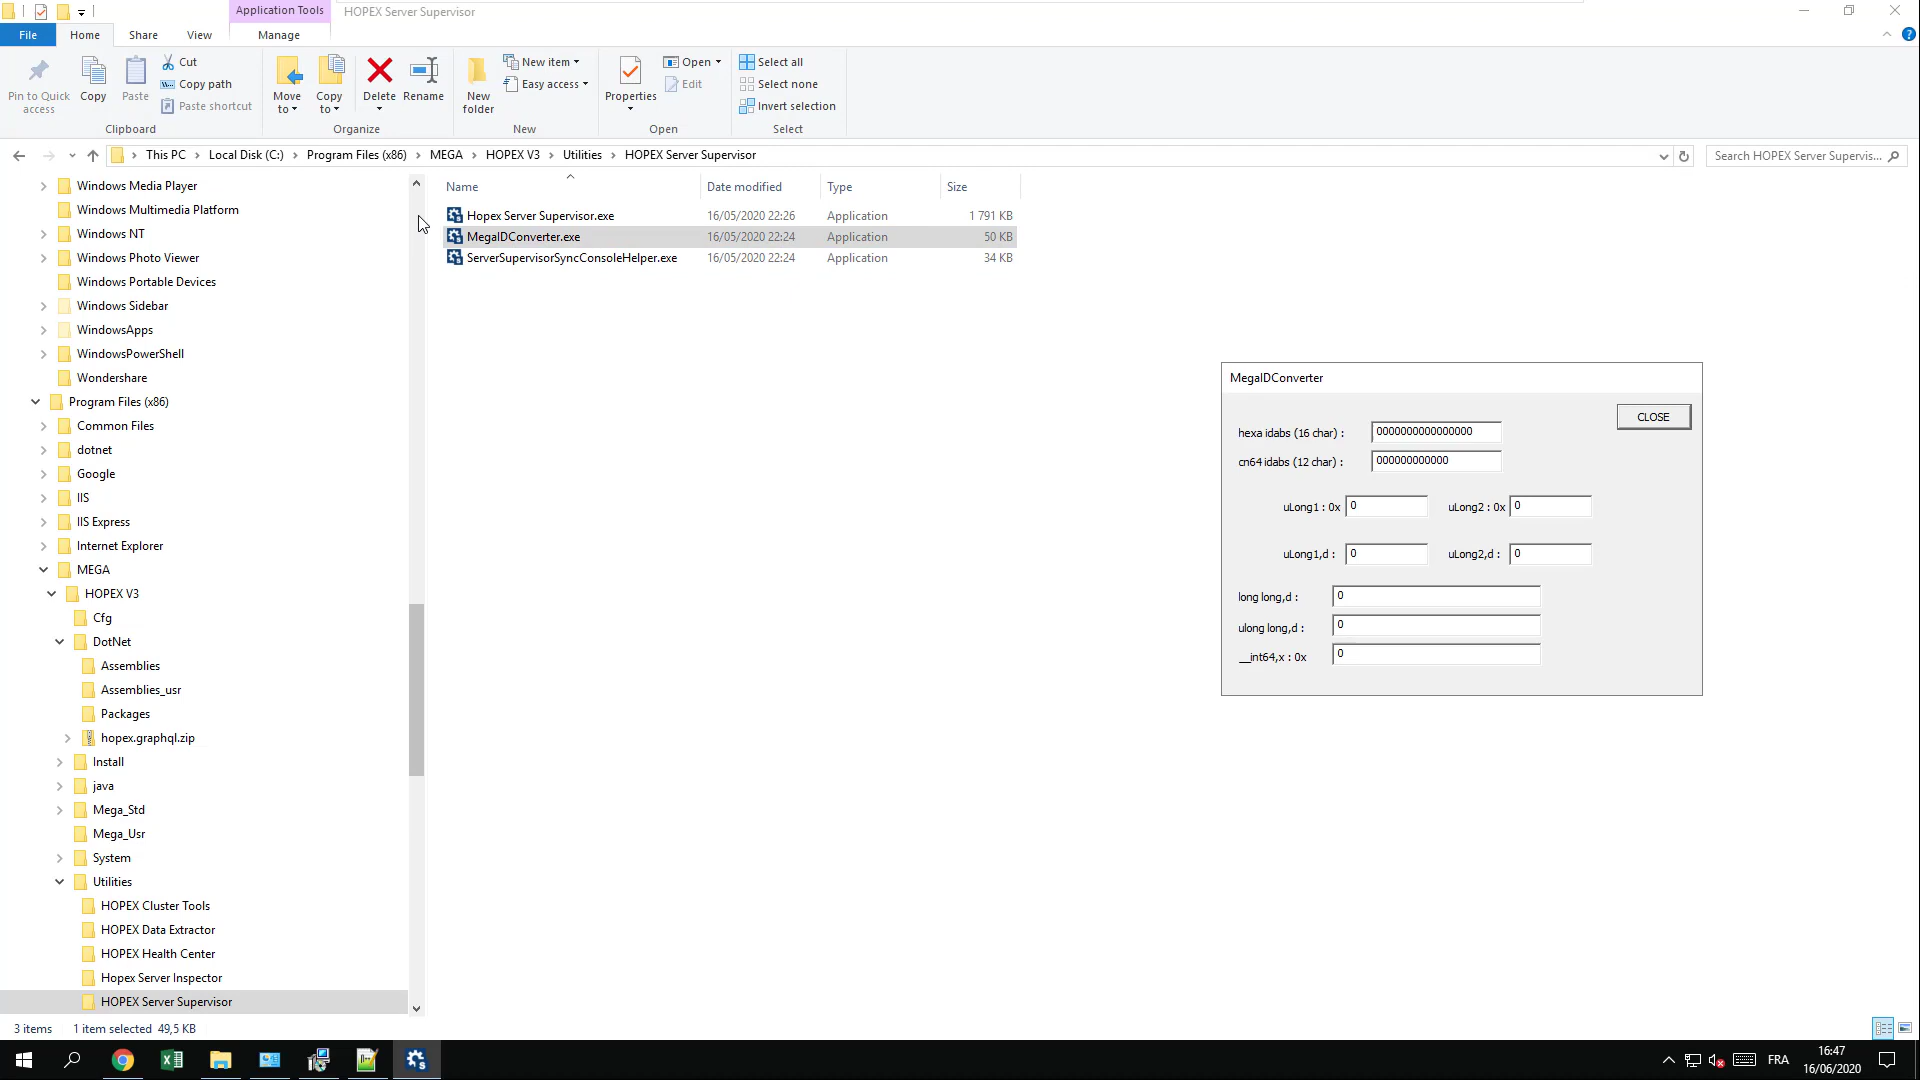 Application Tools HOPEX Server Supervisor
File Home Share View Manage
Pin to Quick access
Copy
Paste
Cut
Copy path
Paste shortcut
Clipboard
Move to
Copy to
Delete
Rename
Organize
New folder
New item
Easy access
New
Properties
Open
Edit
Open
Select all
Select none
Invert selection
Select
This PC Local Disk (C:) Program Files (x86) MEGA HOPEX V3 Utilities HOPEX Server Supervisor
Search HOPEX Server Supervis...
Windows Media Player
Windows Multimedia Platform
Windows NT
Windows Photo Viewer
Windows Portable Devices
Windows Sidebar
WindowsApps
WindowsPowerShell
Wondershare
Program Files (x86)
Common Files
dotnet
Google
IIS
IIS Express
Internet Explorer
MEGA
HOPEX V3
Cfg
DotNet
Assemblies
Assemblies_usr
Packages
hopex.graphql.zip
Install
java
Mega_Std
Mega_Usr
System
Utilities
HOPEX Cluster Tools
HOPEX Data Extractor
HOPEX Health Center
Hopex Server Inspector
HOPEX Server Supervisor
Name Date modified Type Size
Hopex Server Supervisor.exe 16/05/2020 22:26 Application 1 791 KB
MegaIDConverter.exe 16/05/2020 22:24 Application 50 KB
ServerSupervisorSyncConsoleHelper.exe 16/05/2020 22:24 Application 34 KB
MegaIDConverter
CLOSE
hexa idabs (16 char) : 0000000000000000
cn64 idabs (12 char) : 000000000000
uLong1 : 0x 0 uLong2 : 0x 0
uLong1,d : 0 uLong2,d : 0
long long,d : 0
ulong long,d : 0
__int64,x : 0x 0
3 items 1 item selected 49,5 KB
FRA
16:47
16/06/2020